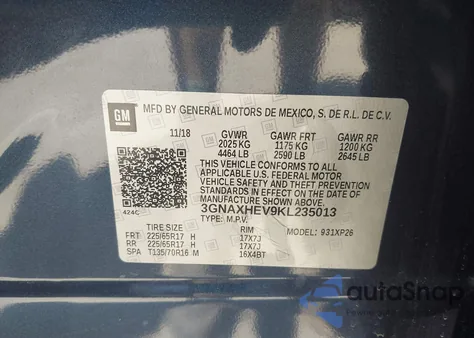 GM
MFD BY GENERAL MOTORS DE MEXICO, S. DE R.L. DE C.V.
11/18 GVWR GAWR FRT GAWR RR
2025 KG 1175 KG 1200 KG
4464 LB 2590 LB 2645 LB
THIS VEHICLE CONFORMS TO ALL
APPLICABLE U.S. FEDERAL MOTOR
VEHICLE SAFETY AND THEFT PREVENTION
STANDARDS IN EFFECT ON THE DATE OF
MANUFACTURE SHOWN ABOVE.
424C
3GNAXHEV9KL235013
TYPE: M.P.V.
TIRE SIZE RIM MODEL: 931XP26
FRT 225/65R17 H 17X7J
RR 225/65R17 H 17X7J
SPA T135/70R16 M 16X4BT
autoSnap